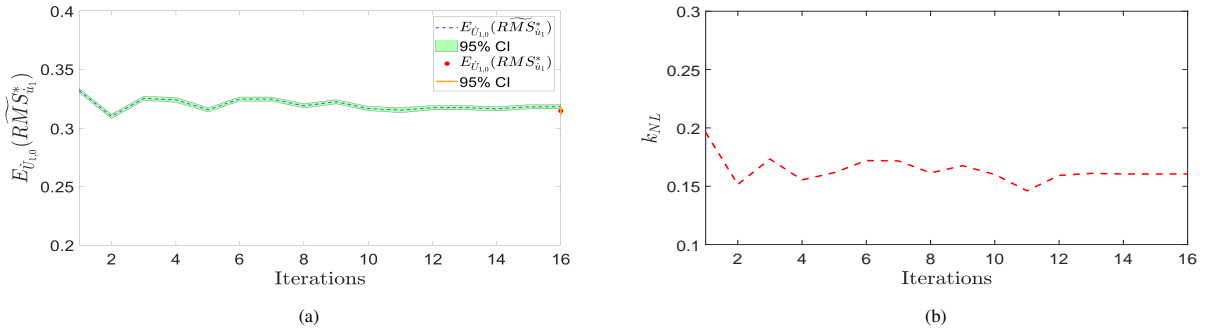 0.4
0.35
0.3
0.25
0.2
2 4 6 8 10 12 14 16
Iterations
$E_{\dot{U}_{1,0}}(\widetilde{RMS}^*_{\dot{u}_1})$
$E_{\dot{U}_{1,0}}(\widetilde{RMS}^*_{\dot{u}_1})$
95% CI
$E_{\dot{U}_{1,0}}(RMS^*_{\dot{u}_1})$
95% CI
(a)
0.3
0.25
0.2
0.15
0.1
2 4 6 8 10 12 14 16
Iterations
$k_{NL}$
(b)